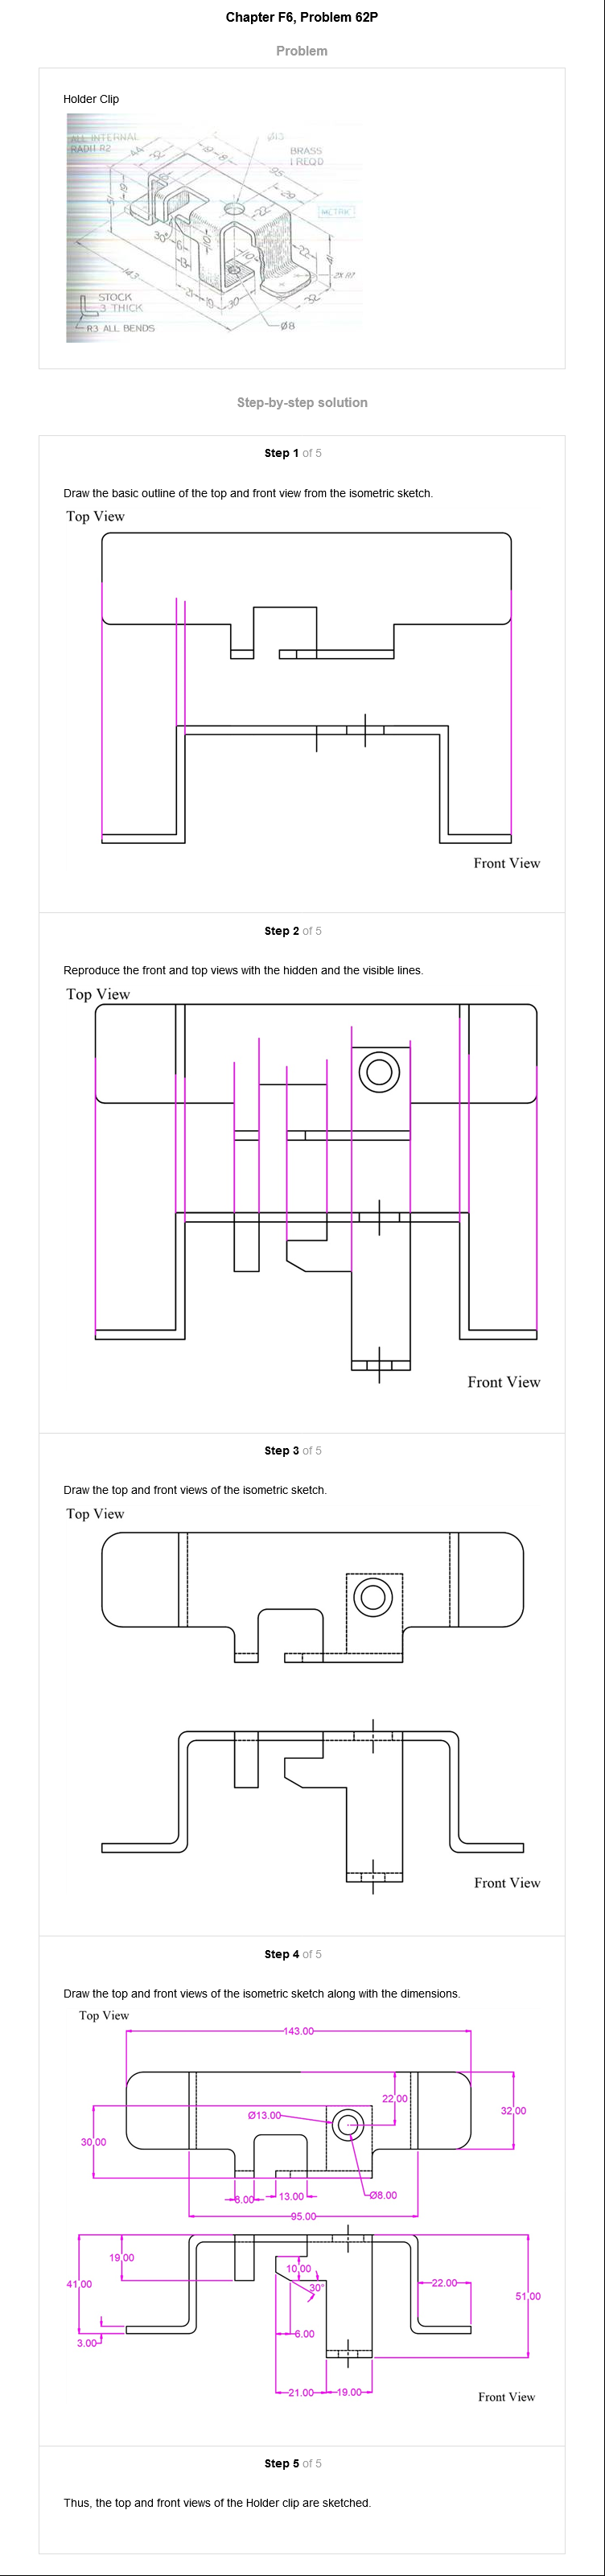 Chapter F6, Problem 62P
Problem
Holder Clip
ALL INTERNAL
RADII R2
Ø13
BRASS
1 REQD
44
22
19
8
95
29
22
METRIC
51
19
30°
6
13
10
10
22
41
143
2X R7
21
10
30
22
STOCK
3 THICK
R3 ALL BENDS
Ø8
Step-by-step solution
Step 1 of 5
Draw the basic outline of the top and front view from the isometric sketch.
Top View
Front View
Step 2 of 5
Reproduce the front and top views with the hidden and the visible lines.
Top View
Front View
Step 3 of 5
Draw the top and front views of the isometric sketch.
Top View
Front View
Step 4 of 5
Draw the top and front views of the isometric sketch along with the dimensions.
Top View
143.00
22.00
Ø13.00
32.00
30.00
8.00
13.00
Ø8.00
95.00
19.00
10.00
41.00
30°
22.00
51.00
3.00
6.00
21.00
19.00
Front View
Step 5 of 5
Thus, the top and front views of the Holder clip are sketched.